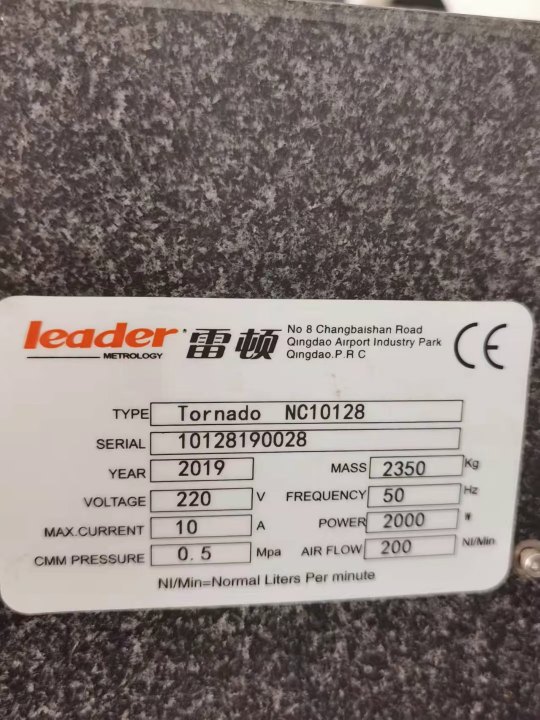 leader 雷顿
METROLOGY
No 8 Changbaishan Road
Qingdao Airport Industry Park
Qingdao.P R C
CE
TYPE Tornado NC10128
SERIAL 10128190028
YEAR 2019 MASS 2350 Kg
VOLTAGE 220 V FREQUENCY 50 Hz
MAX.CURRENT 10 A POWER 2000 W
CMM PRESSURE 0.5 Mpa AIR FLOW 200 Nl/Min
Nl/Min=Normal Liters Per minute